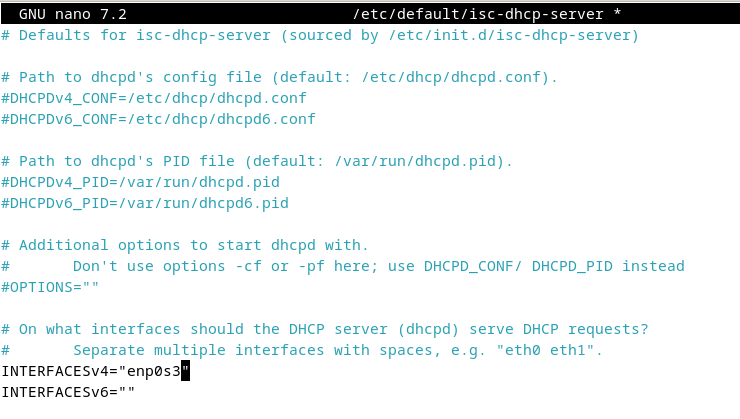 GNU nano 7.2 /etc/default/isc-dhcp-server *
# Defaults for isc-dhcp-server (sourced by /etc/init.d/isc-dhcp-server)
# Path to dhcpd's config file (default: /etc/dhcp/dhcpd.conf).
#DHCPDv4_CONF=/etc/dhcp/dhcpd.conf
#DHCPDv6_CONF=/etc/dhcp/dhcpd6.conf
# Path to dhcpd's PID file (default: /var/run/dhcpd.pid).
#DHCPDv4_PID=/var/run/dhcpd.pid
#DHCPDv6_PID=/var/run/dhcpd6.pid
# Additional options to start dhcpd with.
#       Don't use options -cf or -pf here; use DHCPD_CONF/ DHCPD_PID instead
#OPTIONS=""
# On what interfaces should the DHCP server (dhcpd) serve DHCP requests?
#       Separate multiple interfaces with spaces, e.g. "eth0 eth1".
INTERFACESv4="enp0s3"
INTERFACESv6=""